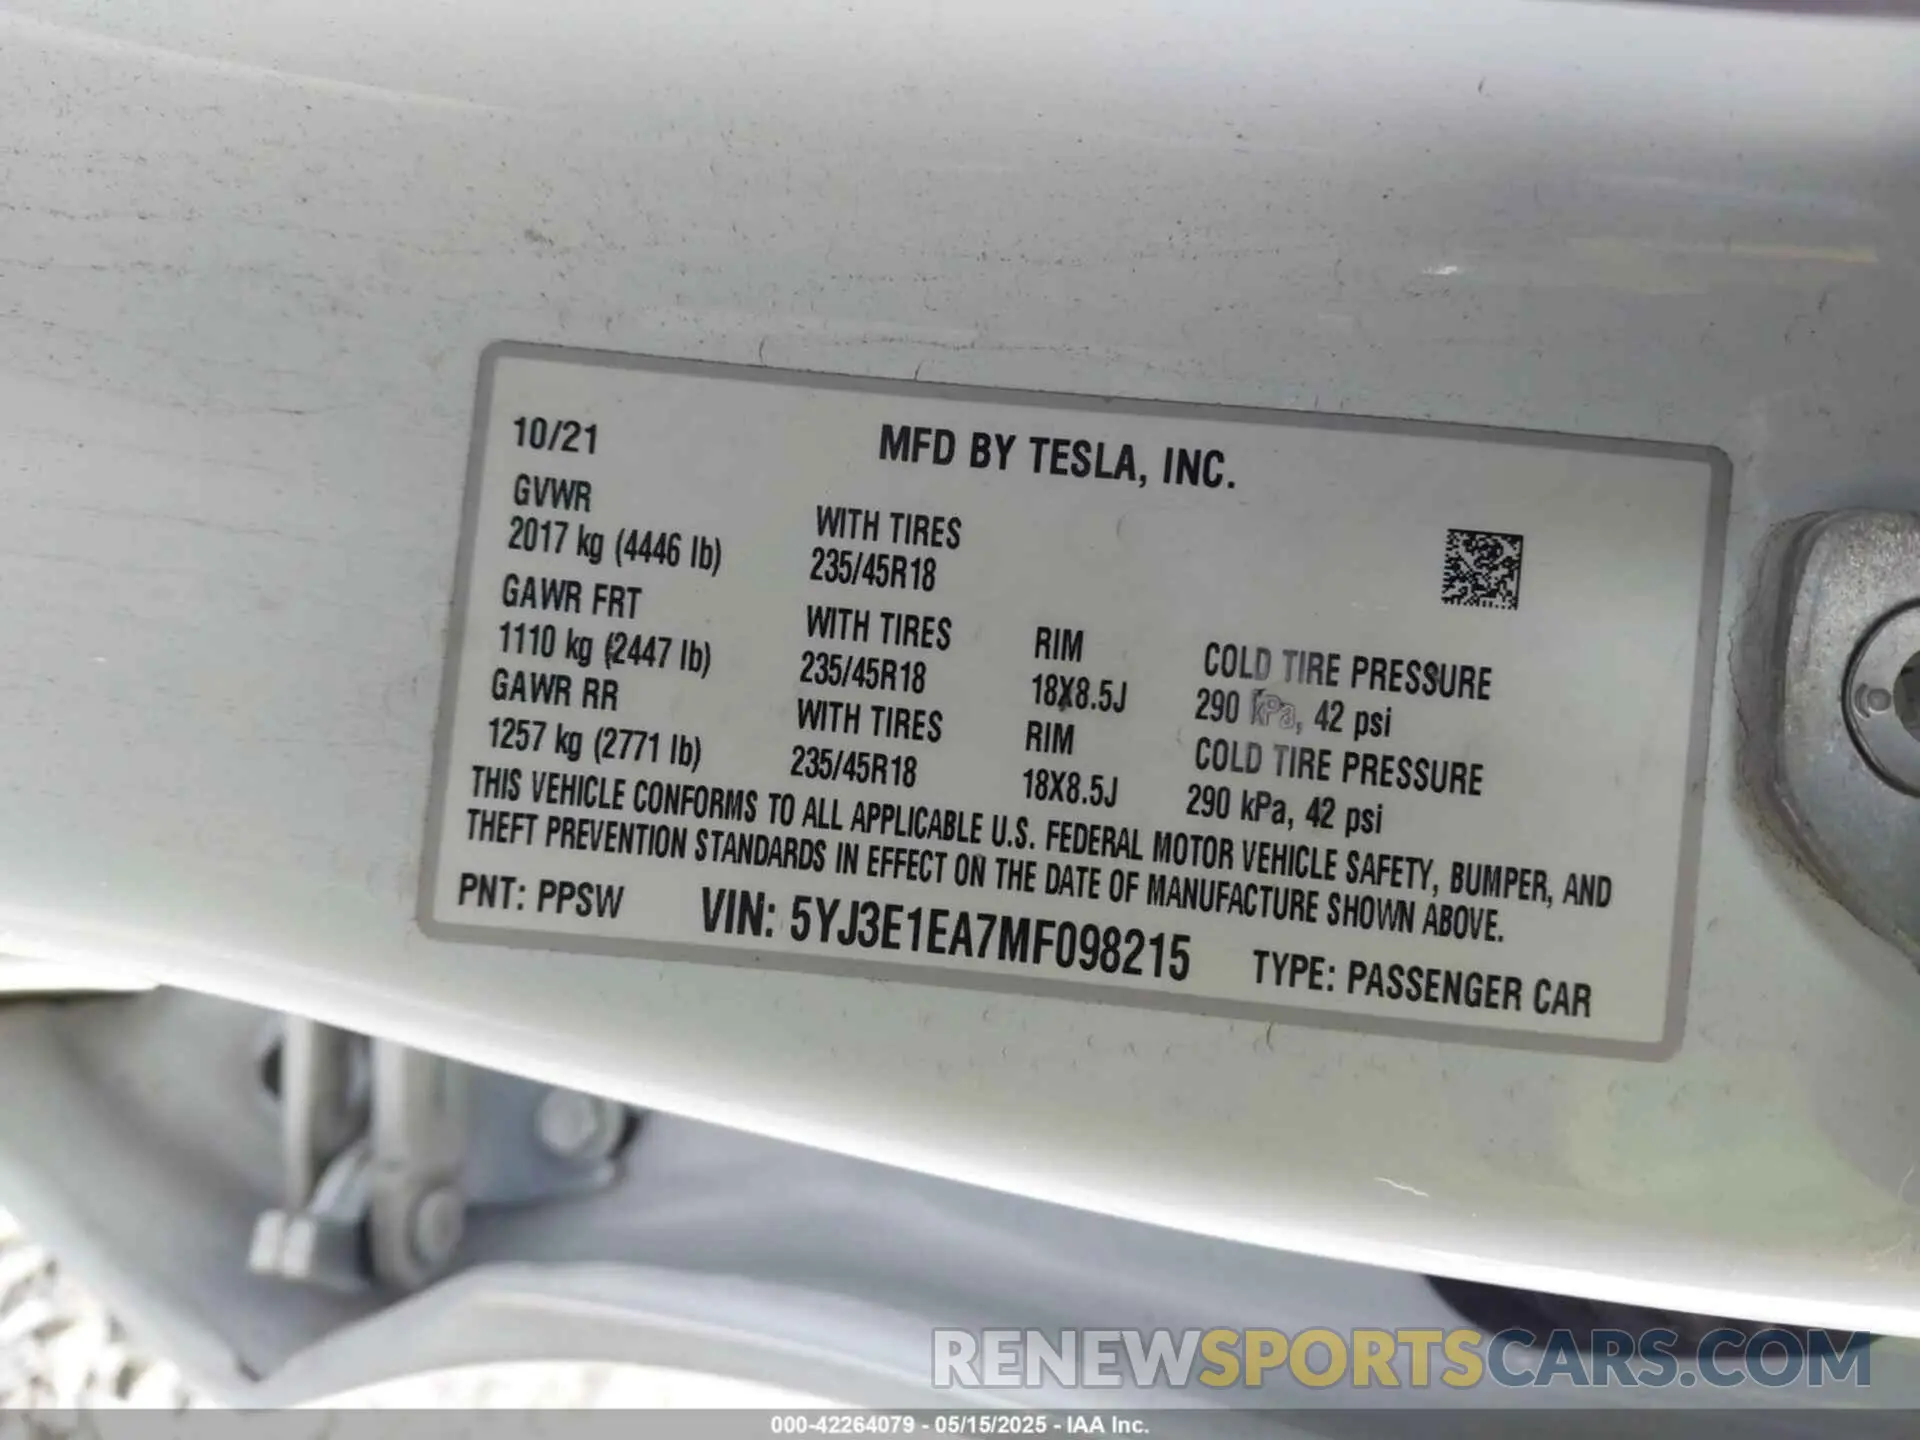 10/21 MFD BY TESLA, INC.
GVWR
2017 kg (4446 lb)
WITH TIRES
235/45R18
GAWR FRT
1110 kg (2447 lb)
WITH TIRES
235/45R18
RIM
18X8.5J
COLD TIRE PRESSURE
290 kPa, 42 psi
GAWR RR
1257 kg (2771 lb)
WITH TIRES
235/45R18
RIM
18X8.5J
COLD TIRE PRESSURE
290 kPa, 42 psi
THIS VEHICLE CONFORMS TO ALL APPLICABLE U.S. FEDERAL MOTOR VEHICLE SAFETY, BUMPER, AND
THEFT PREVENTION STANDARDS IN EFFECT ON THE DATE OF MANUFACTURE SHOWN ABOVE.
PNT: PPSW VIN: 5YJ3E1EA7MF098215 TYPE: PASSENGER CAR
RENEWSPORTSCARS.COM
000-42264079 - 05/15/2025 - IAA Inc.